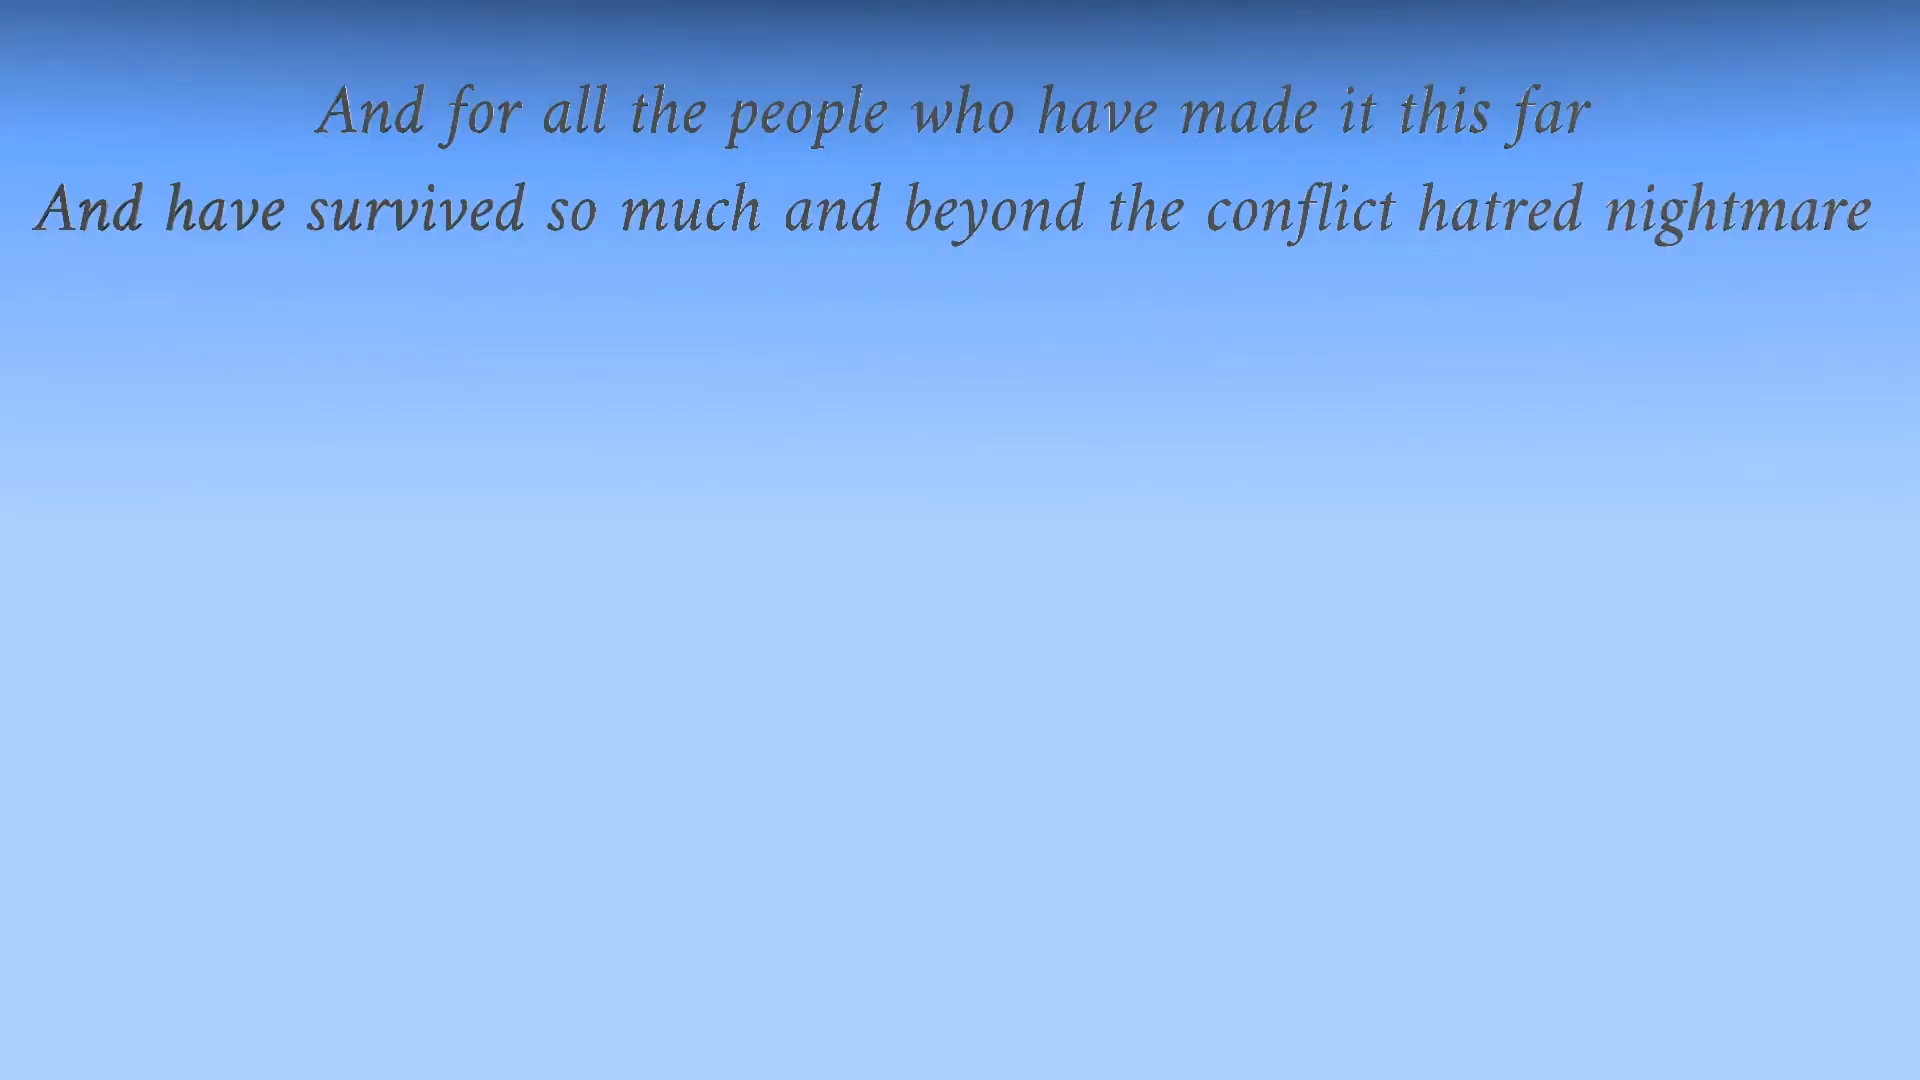 And for all the people who have made it this far
And have survived so much and beyond the conflict hatred nightmare